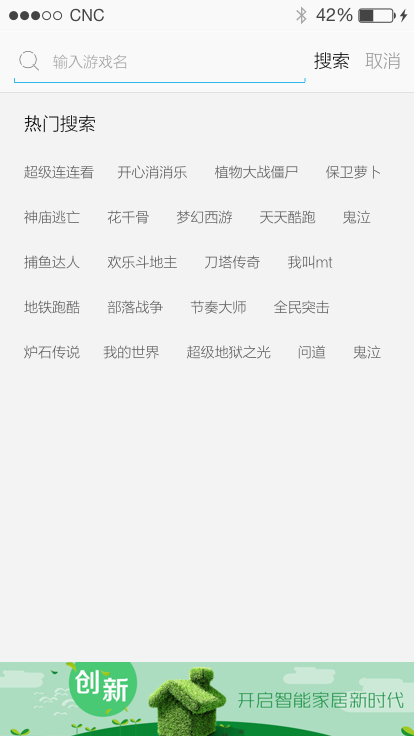 CNC 42%
输入游戏名 搜索 取消
热门搜索
超级连连看 开心消消乐 植物大战僵尸 保卫萝卜
神庙逃亡 花千骨 梦幻西游 天天酷跑 鬼泣
捕鱼达人 欢乐斗地主 刀塔传奇 我叫mt
地铁跑酷 部落战争 节奏大师 全民突击
炉石传说 我的世界 超级地狱之光 问道 鬼泣
创新
开启智能家居新时代